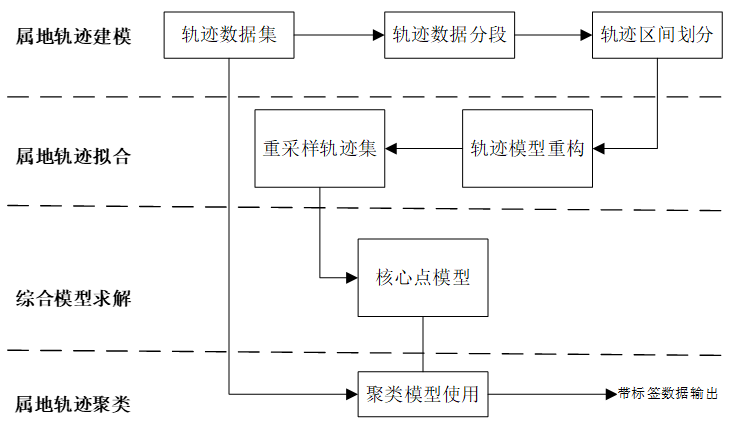 属地轨迹建模
轨迹数据集
轨迹数据分段
轨迹区间划分
属地轨迹拟合
重采样轨迹集
轨迹模型重构
综合模型求解
核心点模型
属地轨迹聚类
聚类模型使用
带标签数据输出